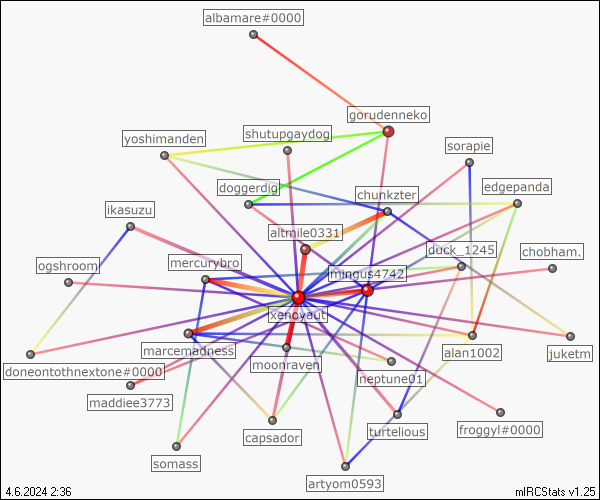 albamare#0000
gorudenneko
shutupgaydog
yoshimanden
sorapie
doggerdig
chunkzter
edgepanda
ikasuzu
altmile0331
duck_1245
chobham.
mercurybro
ogshroom
mingus4742
xenovaut
marcemadness
moonraven
alan1002
juketm
doneontothnextone#0000
neptune01
maddiee3773
froggyl#0000
capsador
turtelious
somass
artyom0593
4.6.2024 2:36
mIRCStats v1.25